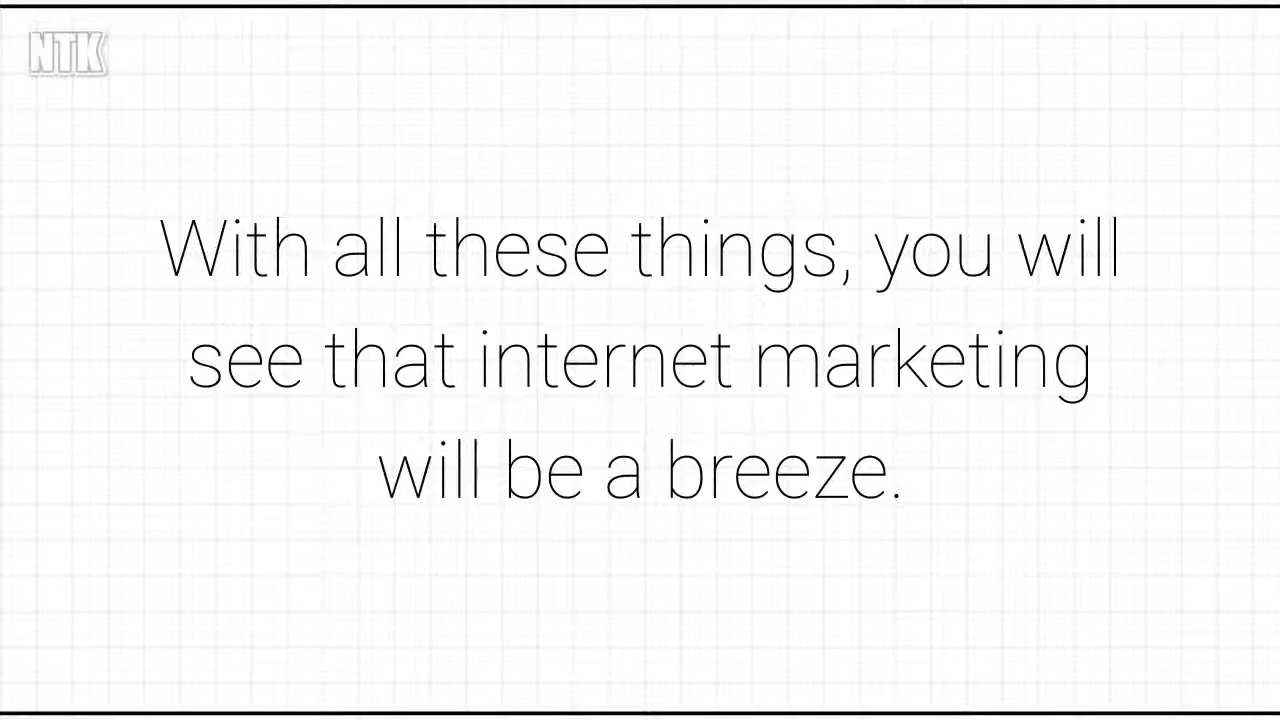 NTK
With all these things, you will
see that internet marketing
will be a breeze.